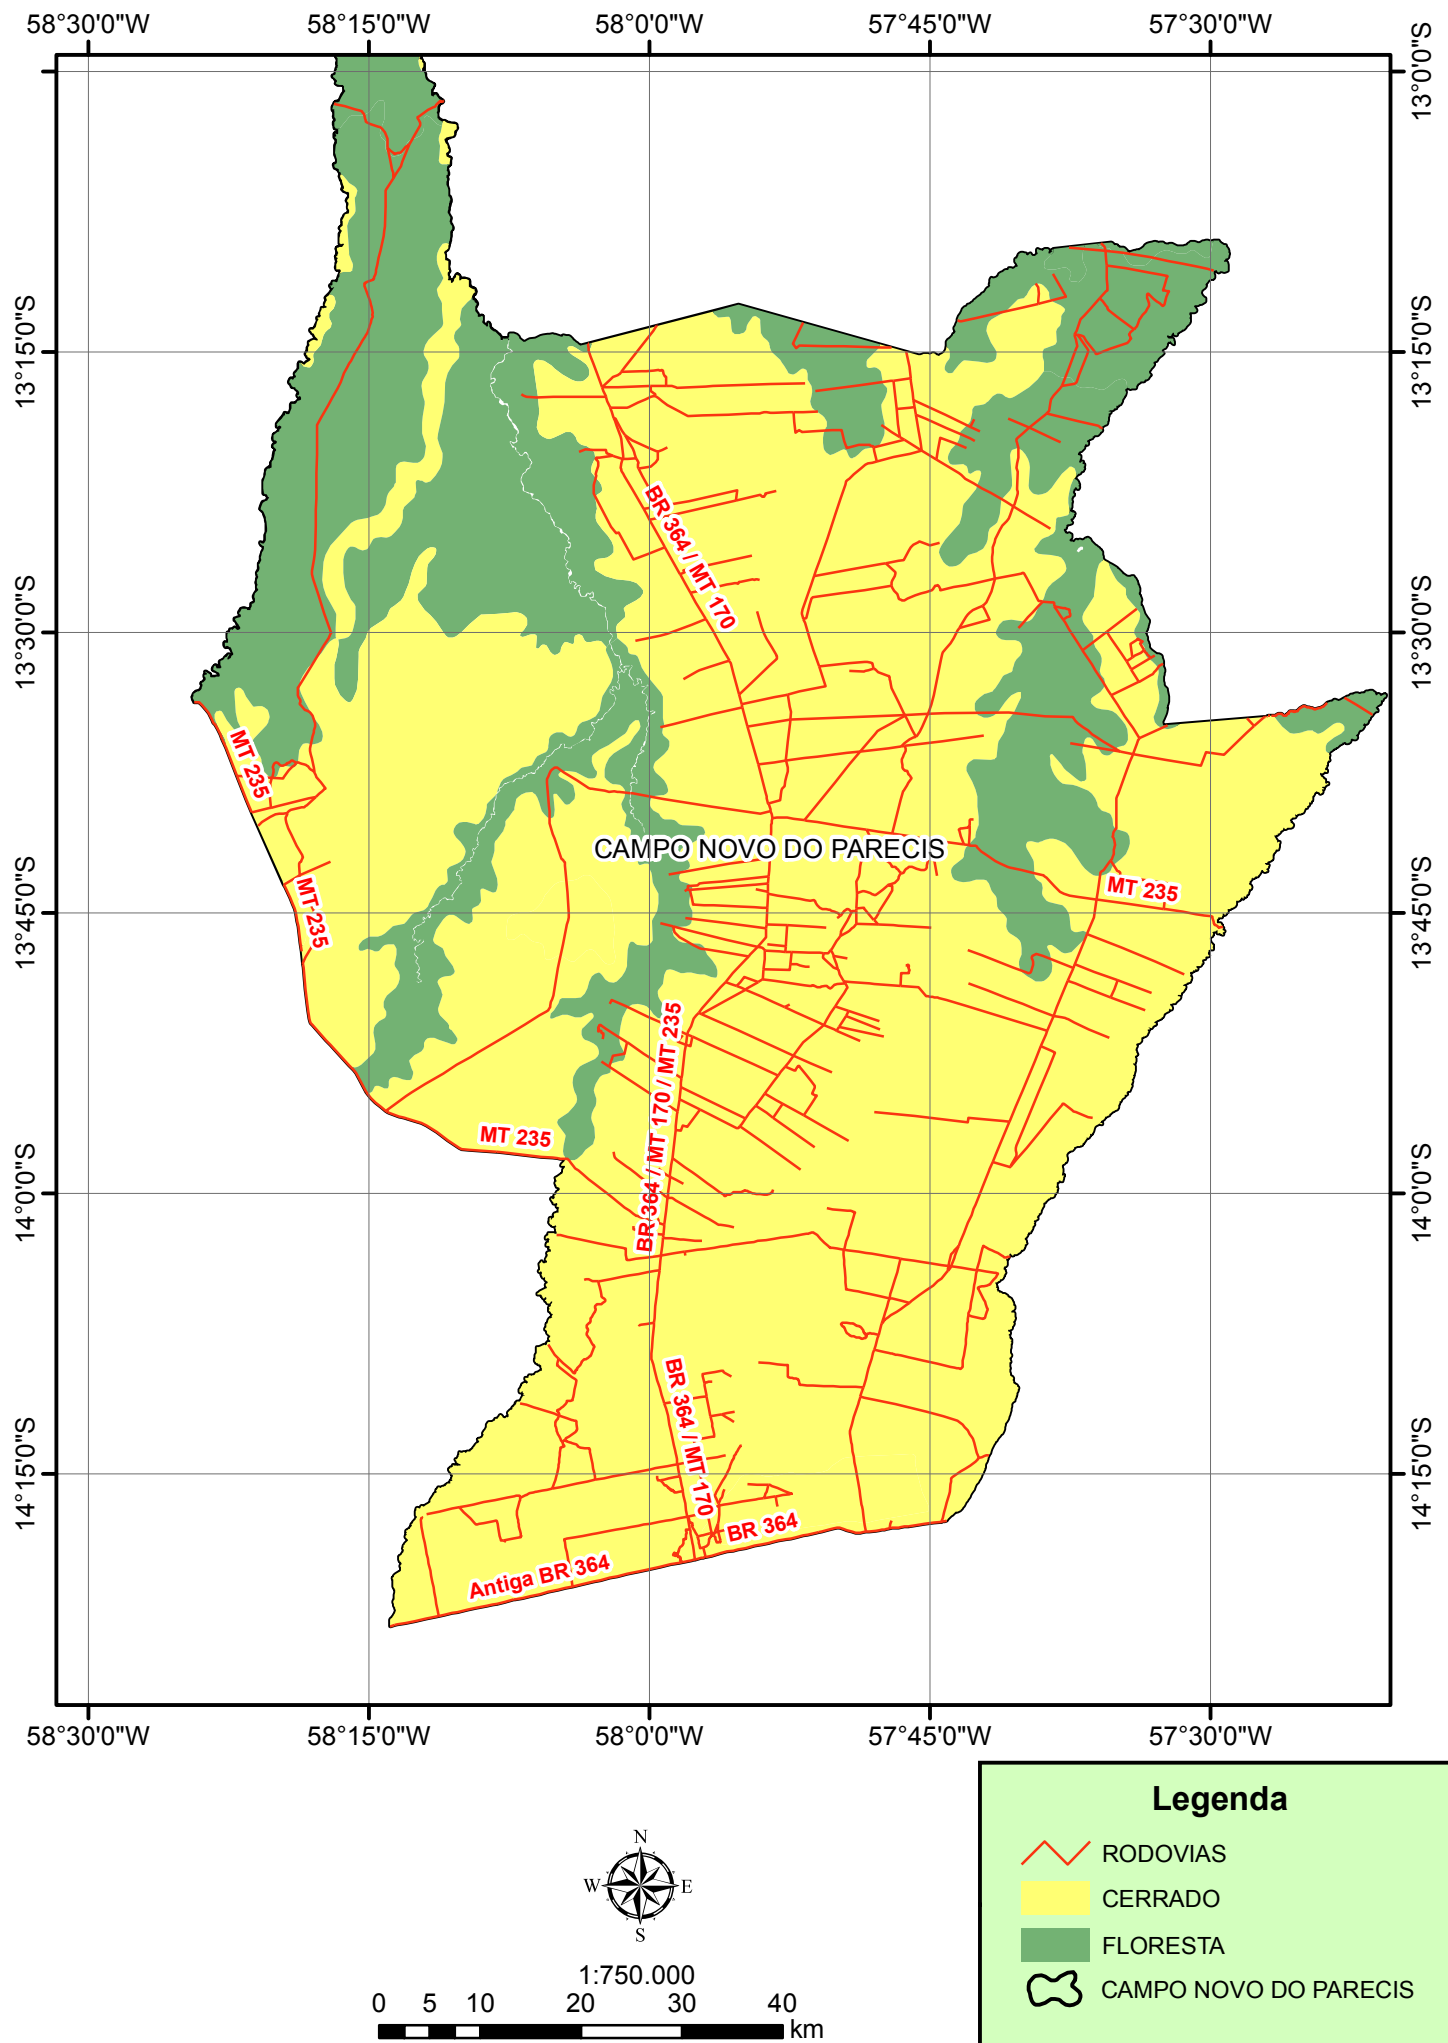 58°30'0"W
58°15'0"W
58°0'0"W
57°45'0"W
57°30'0"W
13°0'0"S
13°15'0"S
13°15'0"S
BR 364 / MT 170
13°30'0"S
13°30'0"S
MT 235
CAMPO NOVO DO PARECIS
MT 235
MT 235
13°45'0"S
13°45'0"S
BR 364 / MT 170 / MT 235
MT 235
14°0'0"S
14°0'0"S
BR 364 / MT 170
14°15'0"S
14°15'0"S
BR 364
Antiga BR 364
58°30'0"W
58°15'0"W
58°0'0"W
57°45'0"W
57°30'0"W
Legenda
RODOVIAS
CERRADO
FLORESTA
CAMPO NOVO DO PARECIS
N
W
E
S
1:750.000
0 5 10 20 30 40
km